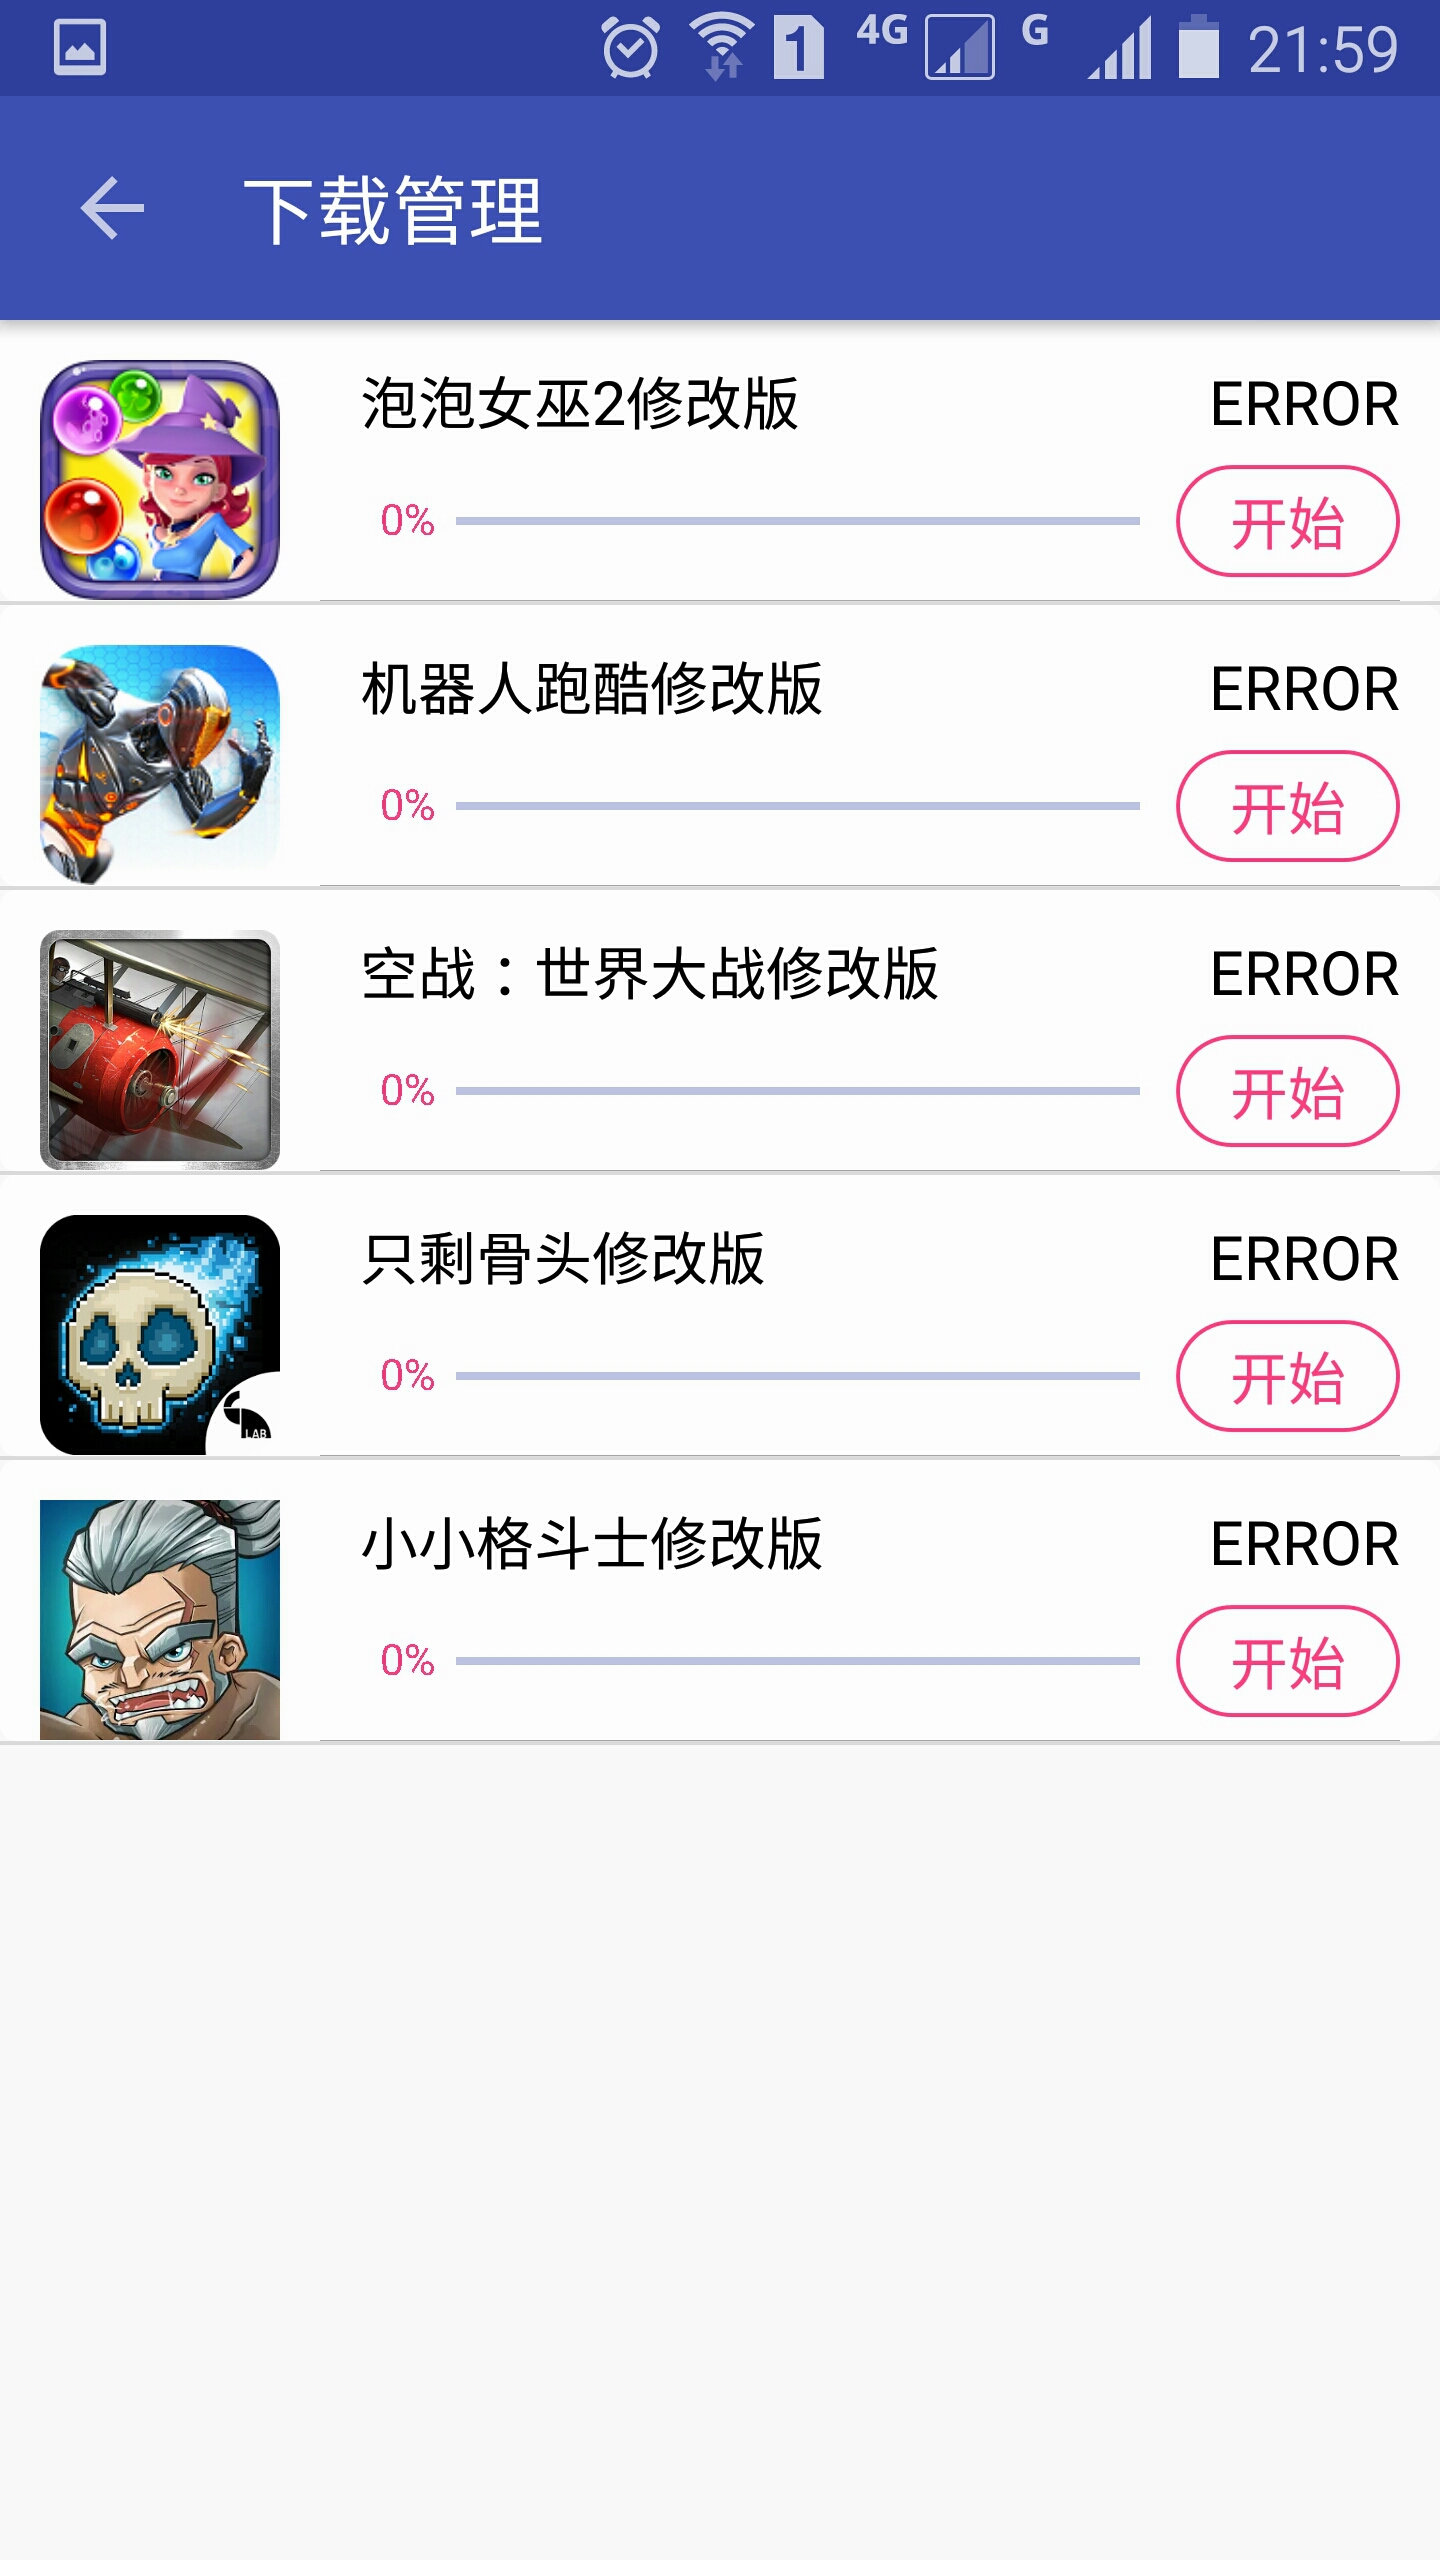 1 4G G 21:59
下载管理
泡泡女巫2修改版 ERROR
0% 开始
机器人跑酷修改版 ERROR
0% 开始
空战：世界大战修改版 ERROR
0% 开始
只剩骨头修改版 ERROR
LAB
0% 开始
小小格斗士修改版 ERROR
0% 开始